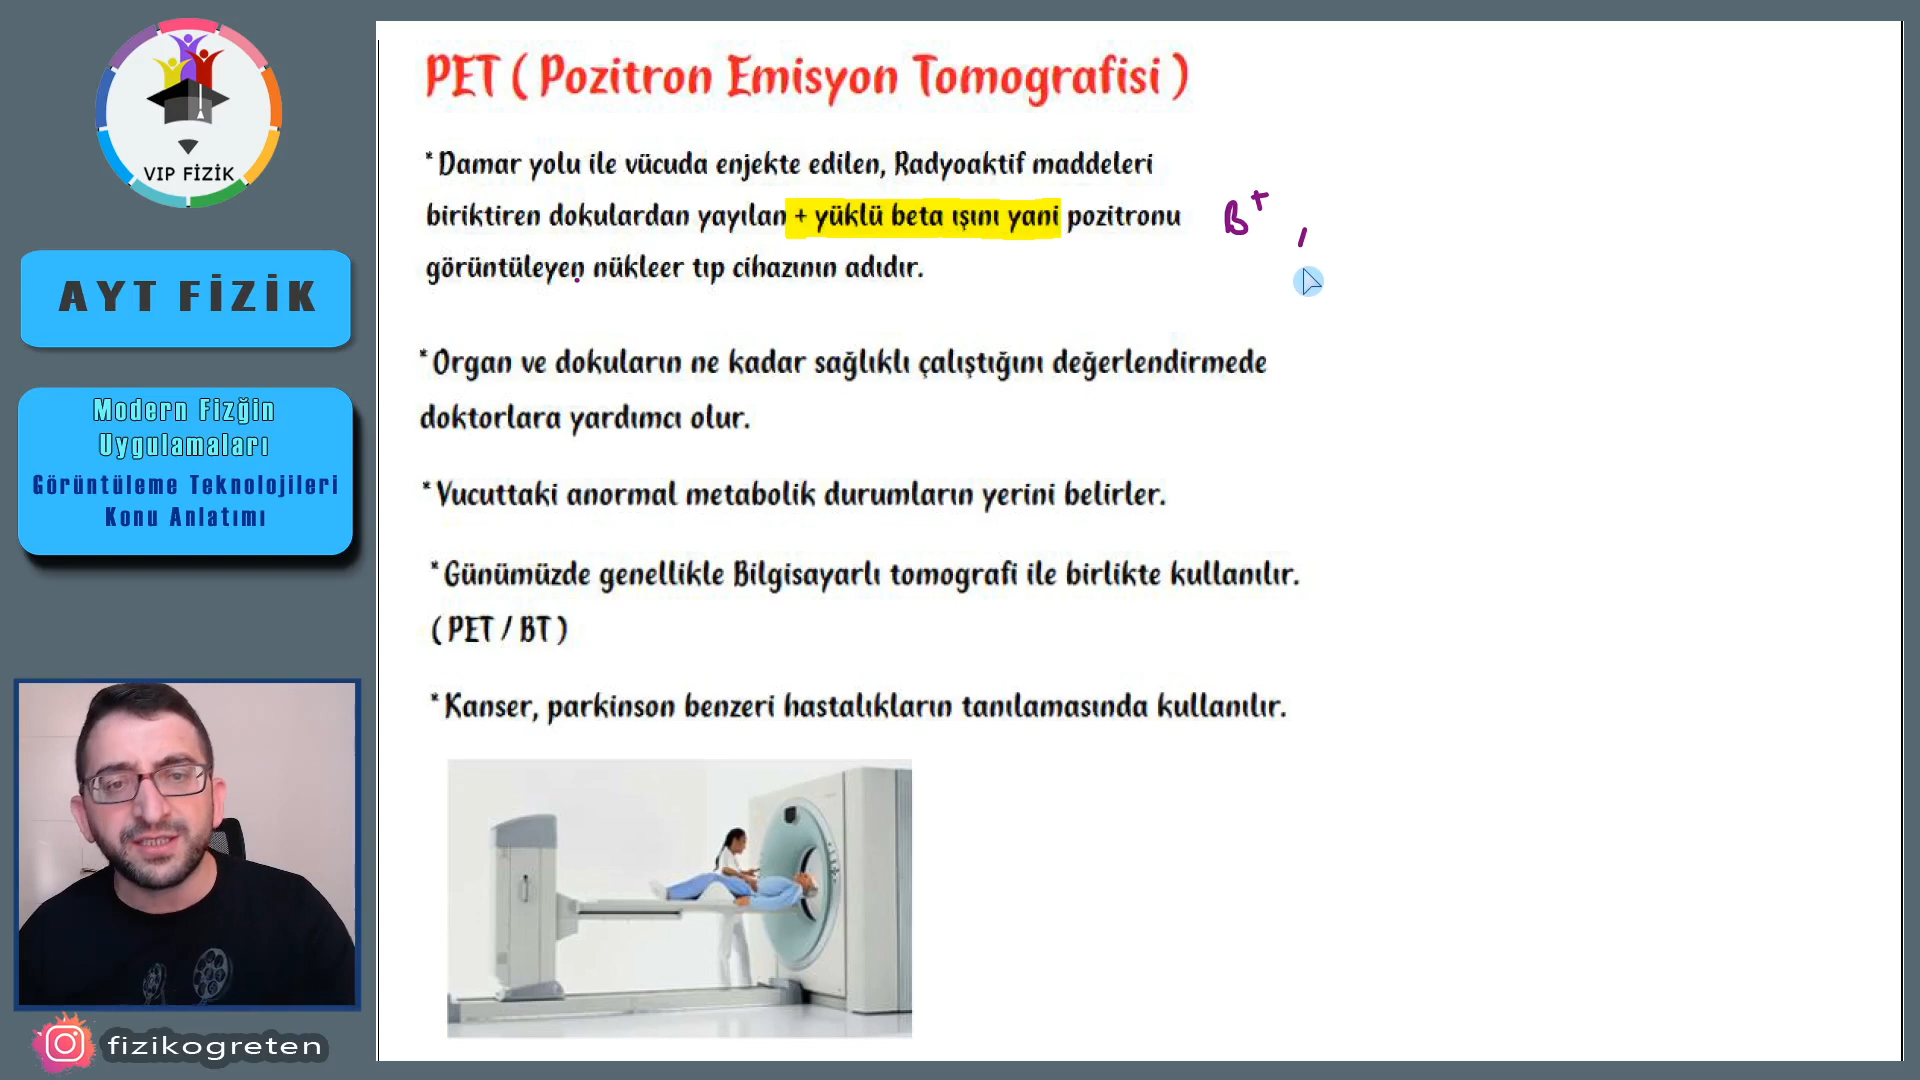 VIP FİZİK
AYT FİZİK
Modern Fizğin
Uygulamaları
Görüntüleme Teknolojileri
Konu Anlatımı
fizikogreten
PET ( Pozitron Emisyon Tomografisi )
* Damar yolu ile vücuda enjekte edilen, Radyoaktif maddeleri
biriktiren dokulardan yayılan + yüklü beta ışını yani pozitronu
görüntüleyen nükleer tıp cihazının adıdır.
B+
* Organ ve dokuların ne kadar sağlıklı çalıştığını değerlendirmede
doktorlara yardımcı olur.
* Vucuttaki anormal metabolik durumların yerini belirler.
* Günümüzde genellikle Bilgisayarlı tomografi ile birlikte kullanılır.
( PET / BT )
* Kanser, parkinson benzeri hastalıkların tanılamasında kullanılır.